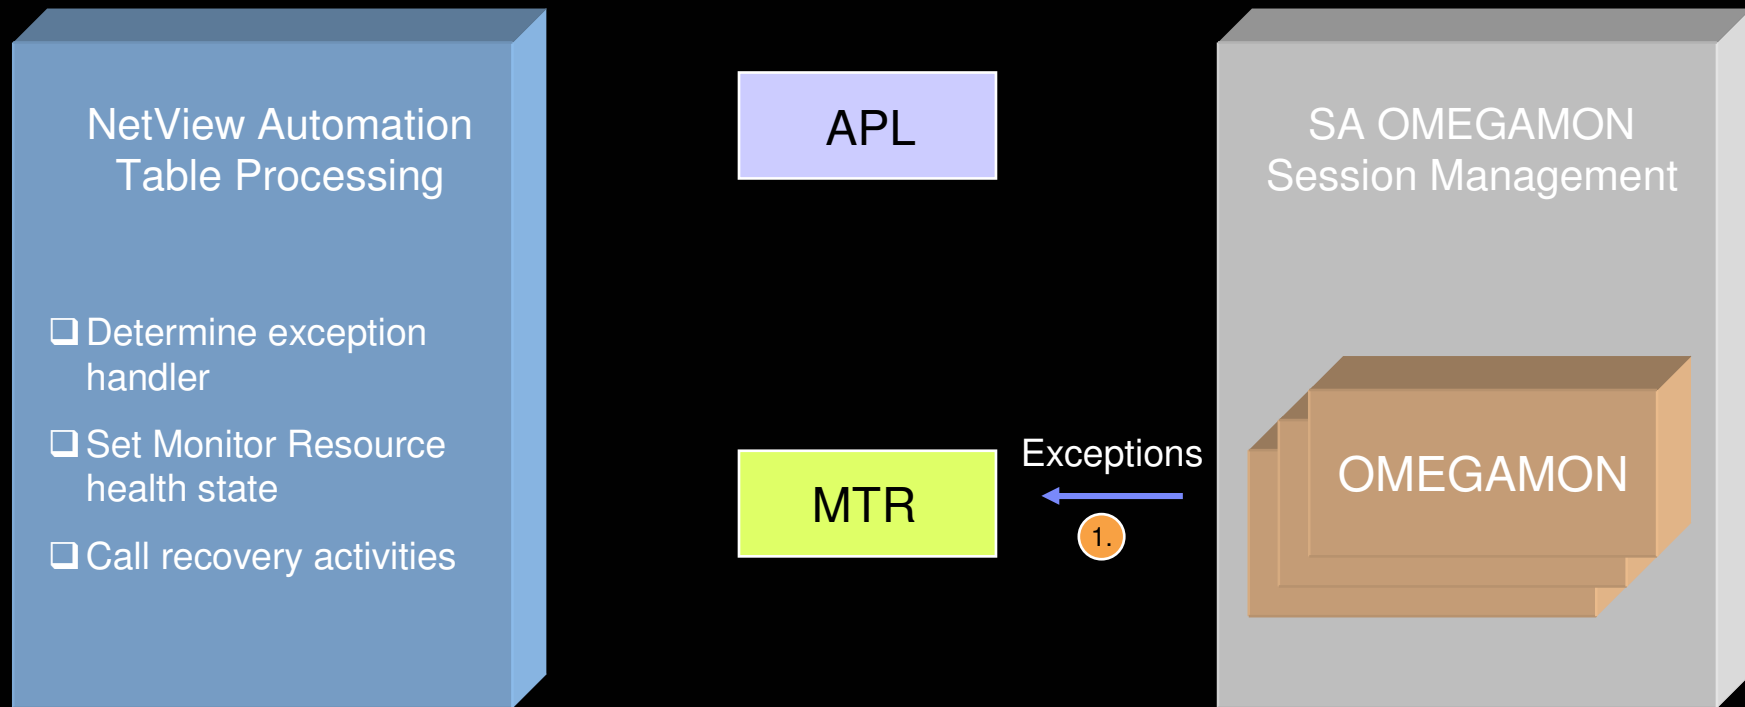 NetView Automation
Table Processing
❑ Determine exception
handler
❑ Set Monitor Resource
health state
❑ Call recovery activities
APL
MTR
Exceptions
1.
SA OMEGAMON
Session Management
OMEGAMON